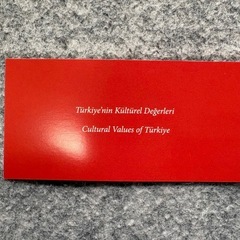 Türkiye'nin Kültürel Değerleri
Cultural Values of Türkiye